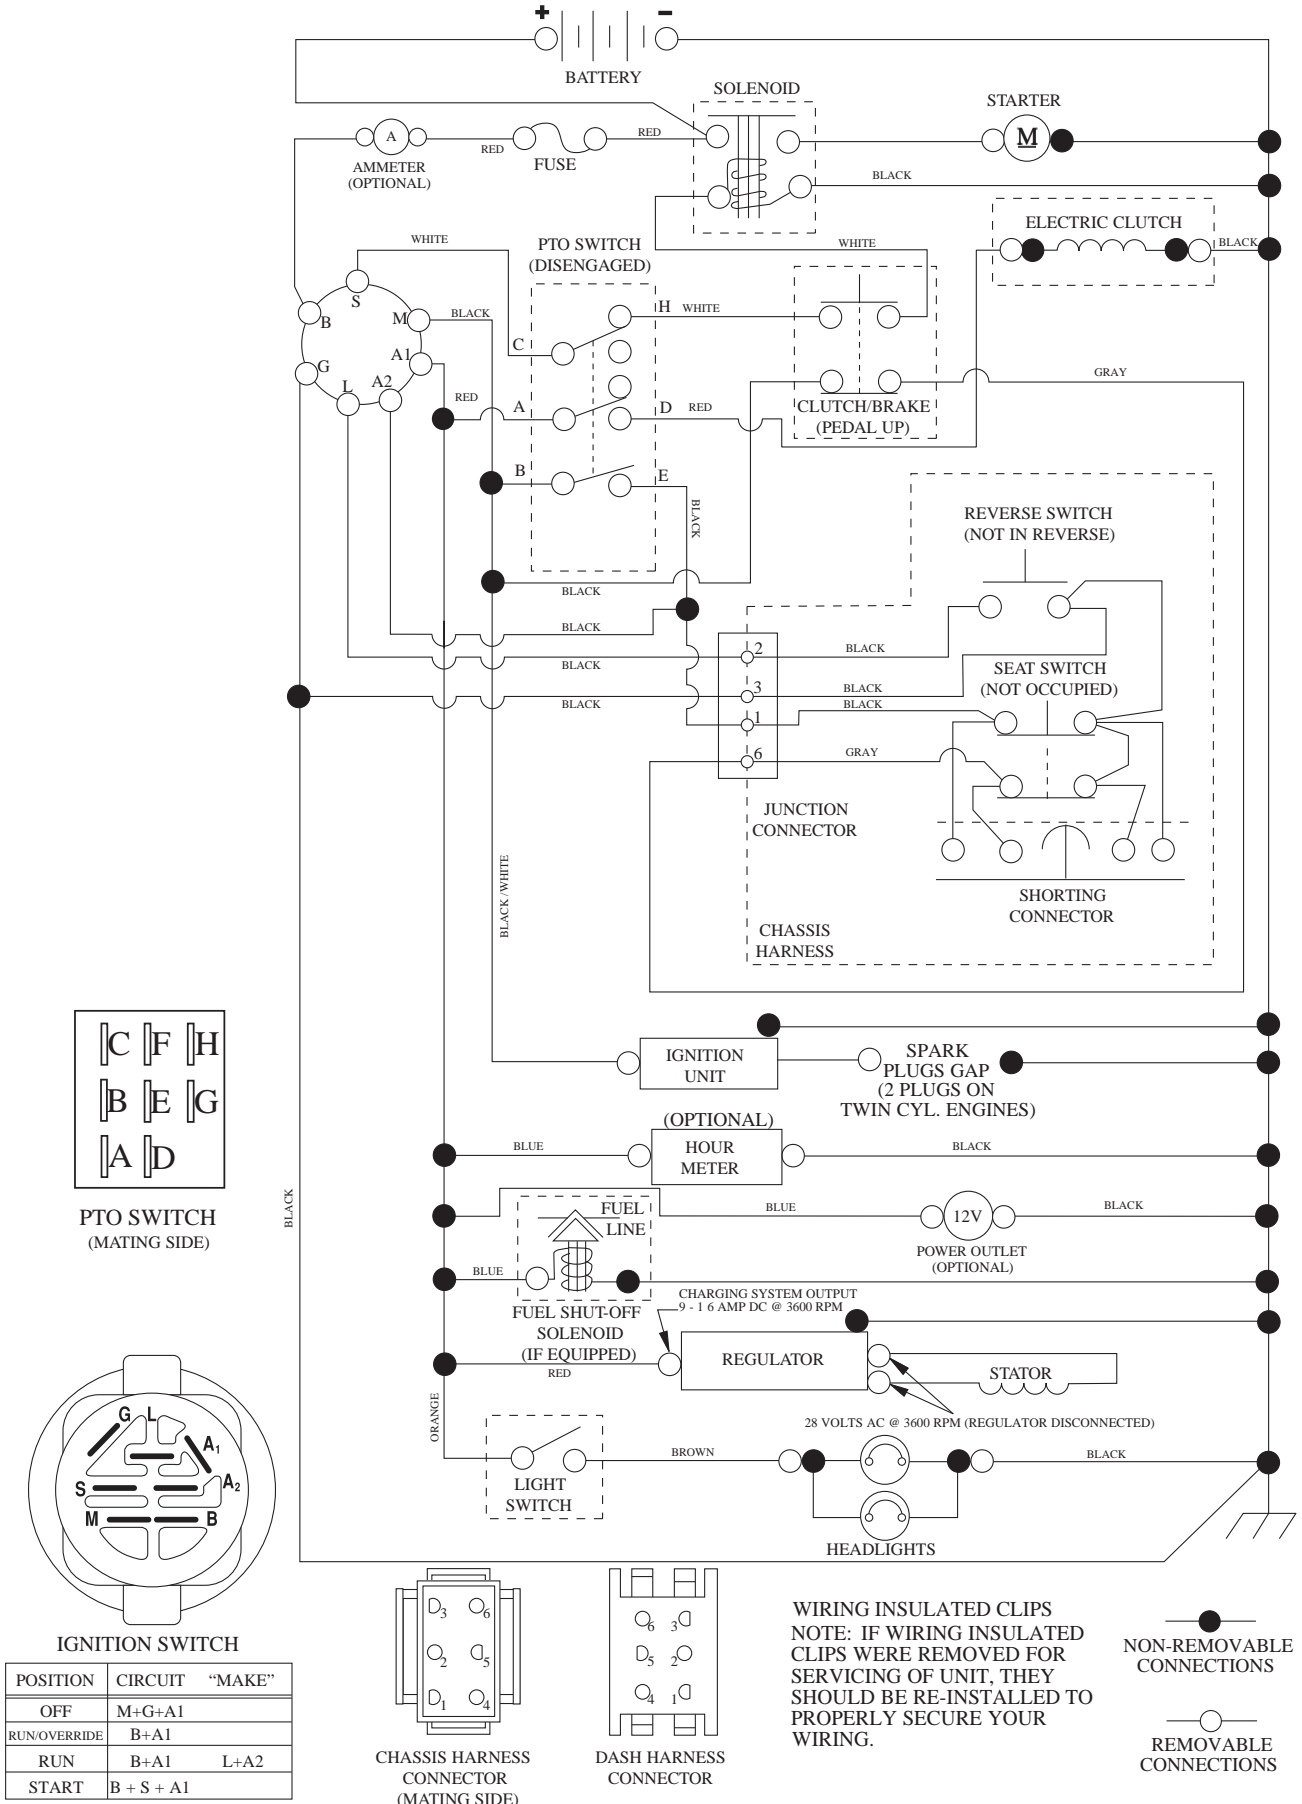 + −
BATTERY
SOLENOID
STARTER
A
RED
FUSE
RED
M
AMMETER
(OPTIONAL)
BLACK
ELECTRIC CLUTCH
BLACK
WHITE
PTO SWITCH
(DISENGAGED)
WHITE
S
B
M
BLACK
H WHITE
G
A1
C
L
A2
RED
A
D RED
CLUTCH/BRAKE
(PEDAL UP)
GRAY
B
E
BLACK
REVERSE SWITCH
(NOT IN REVERSE)
BLACK
BLACK
BLACK
2
BLACK
SEAT SWITCH
(NOT OCCUPIED)
3
BLACK
BLACK
BLACK
1
6
GRAY
JUNCTION
CONNECTOR
SHORTING
CONNECTOR
CHASSIS
HARNESS
BLACK /WHITE
C F H
B E G
A D
PTO SWITCH
(MATING SIDE)
IGNITION
UNIT
SPARK
PLUGS GAP
(2 PLUGS ON
TWIN CYL. ENGINES)
(OPTIONAL)
HOUR
METER
BLUE
BLACK
BLACK
FUEL
LINE
BLUE
12V
BLACK
POWER OUTLET
(OPTIONAL)
BLUE
FUEL SHUT-OFF
SOLENOID
(IF EQUIPPED)
CHARGING SYSTEM OUTPUT
9 - 1 6 AMP DC @ 3600 RPM
RED
REGULATOR
STATOR
28 VOLTS AC @ 3600 RPM (REGULATOR DISCONNECTED)
ORANGE
LIGHT
SWITCH
BROWN
BLACK
HEADLIGHTS
G L
A1
S
A2
M B
IGNITION SWITCH
POSITION CIRCUIT “MAKE”
OFF M+G+A1
RUN/OVERRIDE B+A1
RUN B+A1 L+A2
START B + S + A1
3 6
2 5
1 4
CHASSIS HARNESS
CONNECTOR
(MATING SIDE)
6 3
5 2
4 1
DASH HARNESS
CONNECTOR
WIRING INSULATED CLIPS
NOTE: IF WIRING INSULATED
CLIPS WERE REMOVED FOR
SERVICING OF UNIT, THEY
SHOULD BE RE-INSTALLED TO
PROPERLY SECURE YOUR
WIRING.
NON-REMOVABLE
CONNECTIONS
REMOVABLE
CONNECTIONS